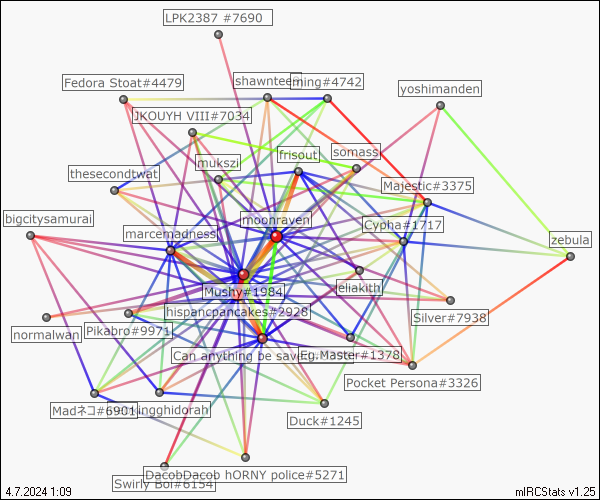 LPK2387 #7690
Fedora Stoat#4479
shawnteen
ming#4742
yoshimanden
JKOUYH VIII#7034
frisout
somass
mukszi
thesecondtwat
Majestic#3375
bigcitysamurai
moonraven
Cypha#1717
marcemadness
zebula
Mushy#1984
eliakith
hispancpancakes#2928
Silver#7938
normalwan
Pikabro#9971
Can anything be save
Eg.Master#1378
Pocket Persona#3326
Madネコ#6901
kingghidorah
Duck#1245
DacobDacob hORNY police#5271
Swirly Boi#6154
4.7.2024 1:09
mIRCStats v1.25